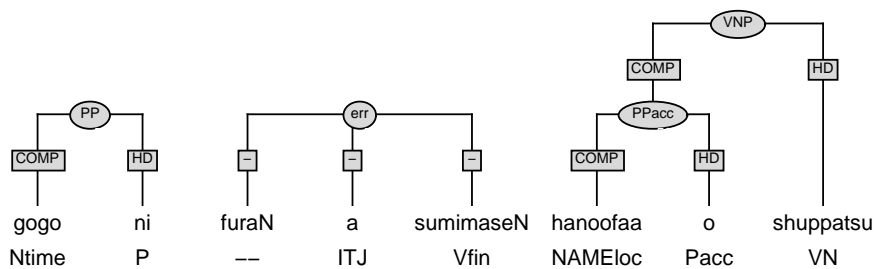 VNP
COMP HD
PP err PPacc
COMP HD – – – COMP HD
gogo ni furaN a sumimaseN hanoofaa o shuppatsu
Ntime P –– ITJ Vfin NAMEloc Pacc VN